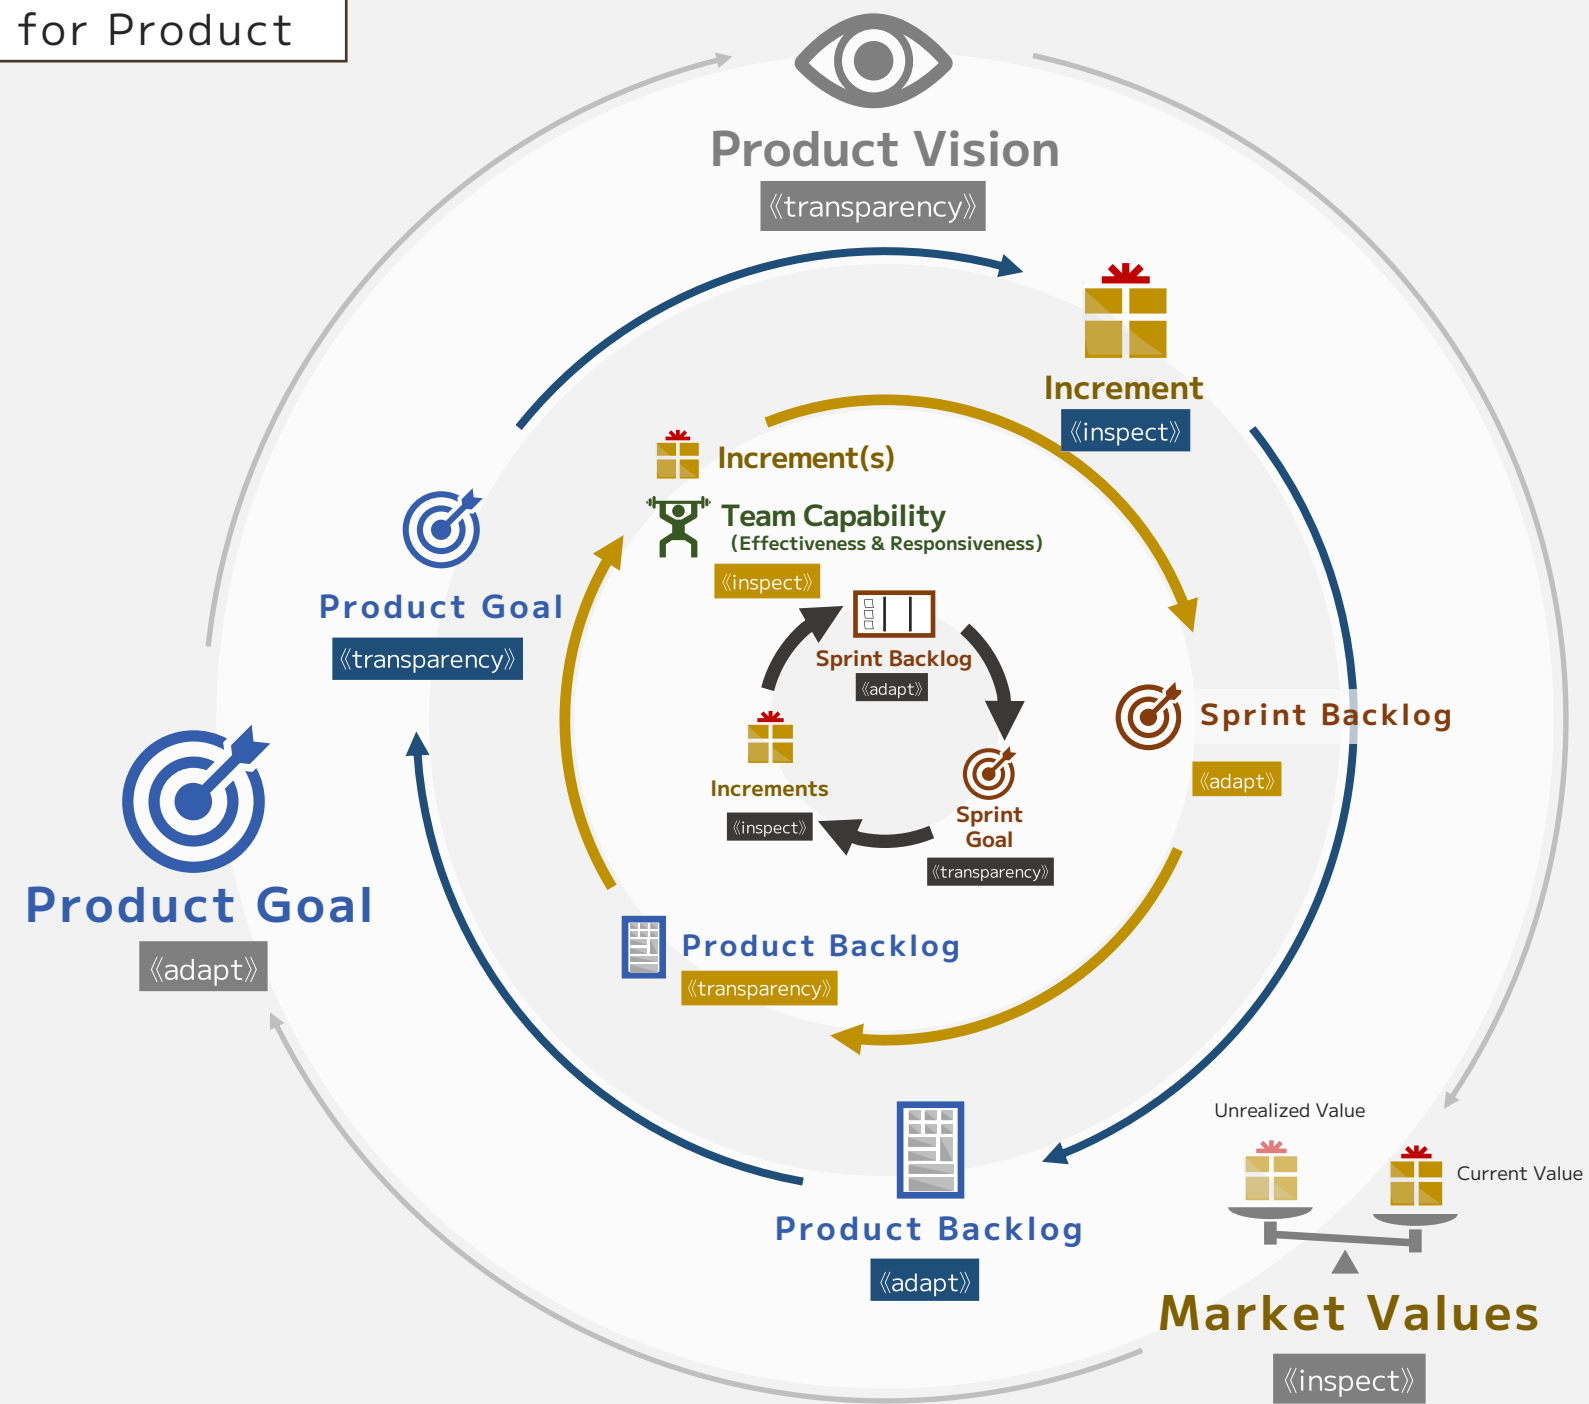 for Product
Product Vision
《transparency》
Increment
《inspect》
Increment(s)
Team Capability
(Effectiveness & Responsiveness)
《inspect》
Product Goal
《transparency》
Sprint Backlog
《adapt》
Sprint Backlog
《adapt》
Increments
《inspect》
Sprint
Goal
《transparency》
Product Goal
《adapt》
Product Backlog
《transparency》
Product Backlog
《adapt》
Unrealized Value
Current Value
Market Values
《inspect》